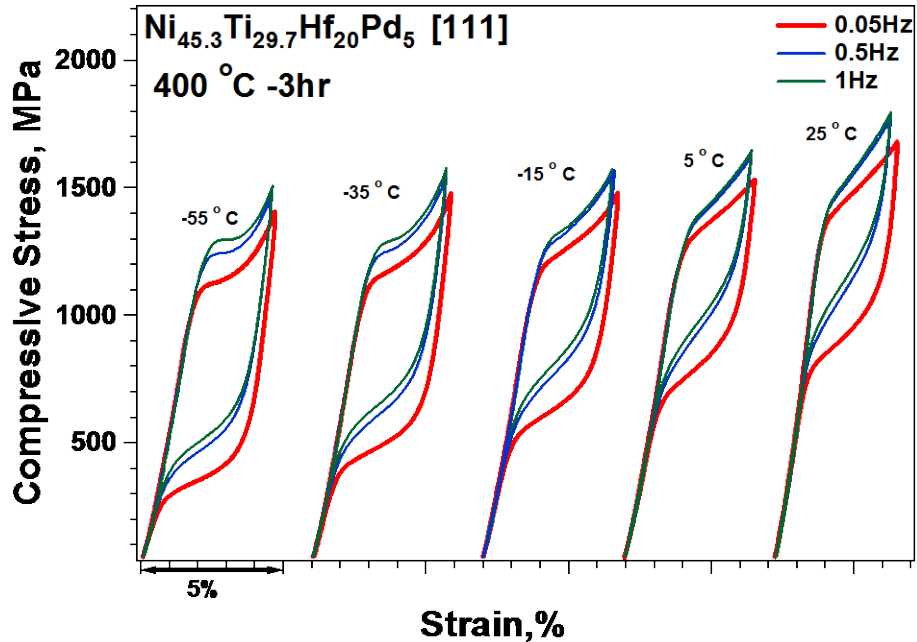 Ni45.3Ti29.7Hf20Pd5 [111]
400 °C -3hr
0.05Hz
0.5Hz
1Hz
2000
1500
1000
500
Compressive Stress, MPa
-55 °C
-35 °C
-15 °C
5 °C
25 °C
5%
Strain,%